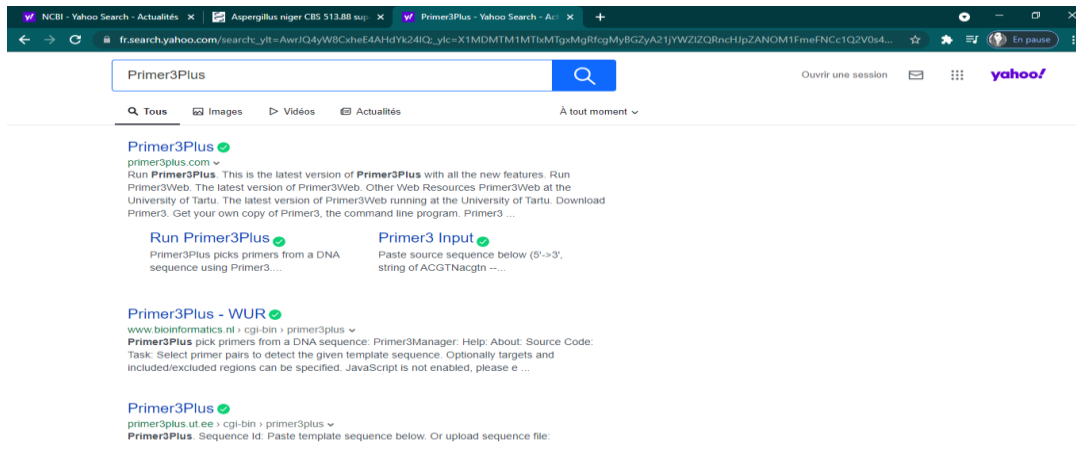 NCBI - Yahoo Search - Actualités
Aspergillus niger CBS 513.88 sup
Primer3Plus - Yahoo Search - Act
fr.search.yahoo.com/search;_ylt=AwrJQ4yW8CxheE4AHdYk24lQ;_ylc=X1MDMTM1MTIxMTgxMgRfcgMyBGZyA21jYWZlZQRncHJpZANOM1FmeFNCc1Q2V0s4...
En pause
Primer3Plus
Ouvrir une session
yahoo!
Tous Images Vidéos Actualités À tout moment
Primer3Plus
primer3plus.com
Run Primer3Plus. This is the latest version of Primer3Plus with all the new features. Run
Primer3Web. The latest version of Primer3Web. Other Web Resources Primer3Web at the
University of Tartu. The latest version of Primer3Web running at the University of Tartu. Download
Primer3. Get your own copy of Primer3, the command line program. Primer3 ...
Run Primer3Plus
Primer3Plus picks primers from a DNA
sequence using Primer3....
Primer3 Input
Paste source sequence below (5'->3',
string of ACGTNacgtn --...
Primer3Plus - WUR
www.bioinformatics.nl › cgi-bin › primer3plus
Primer3Plus pick primers from a DNA sequence: Primer3Manager: Help: About: Source Code:
Task: Select primer pairs to detect the given template sequence. Optionally targets and
included/excluded regions can be specified. JavaScript is not enabled, please e ...
Primer3Plus
primer3plus.ut.ee › cgi-bin › primer3plus
Primer3Plus. Sequence Id: Paste template sequence below. Or upload sequence file: